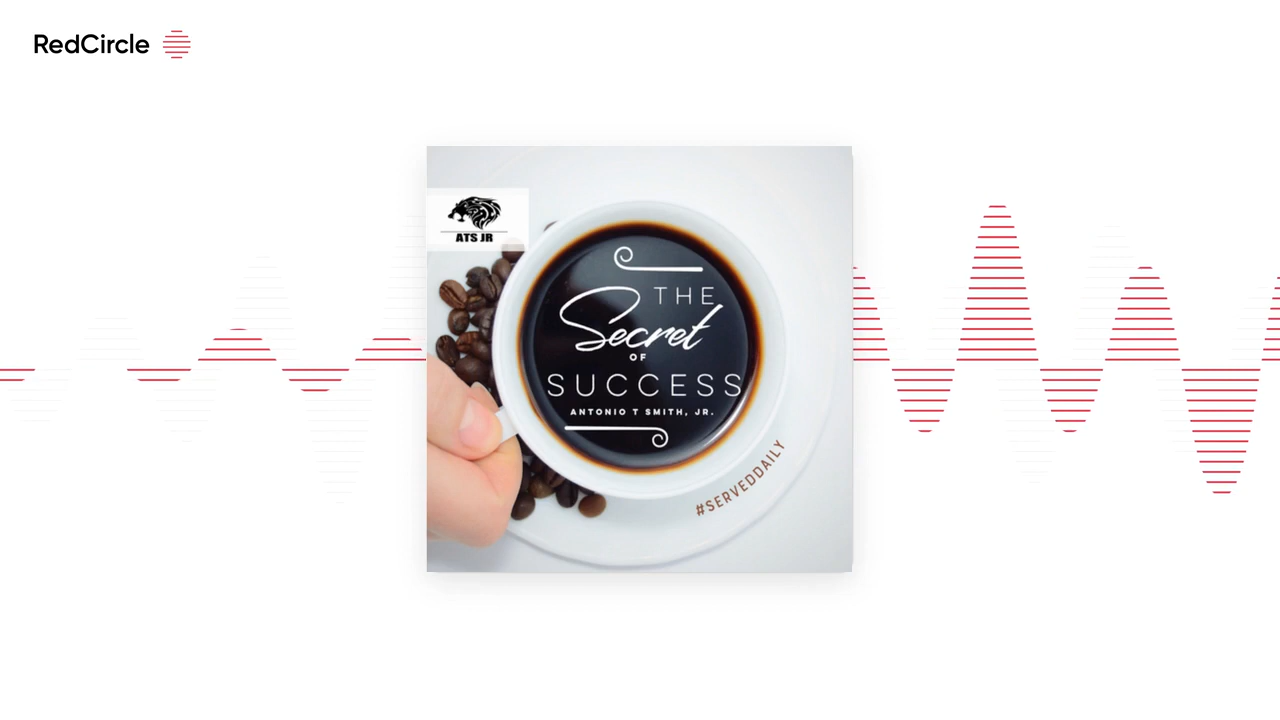 RedCircle
ATS JR
THE
Secret
OF
SUCCESS
ANTONIO T SMITH, JR.
#SERVEDDAILY